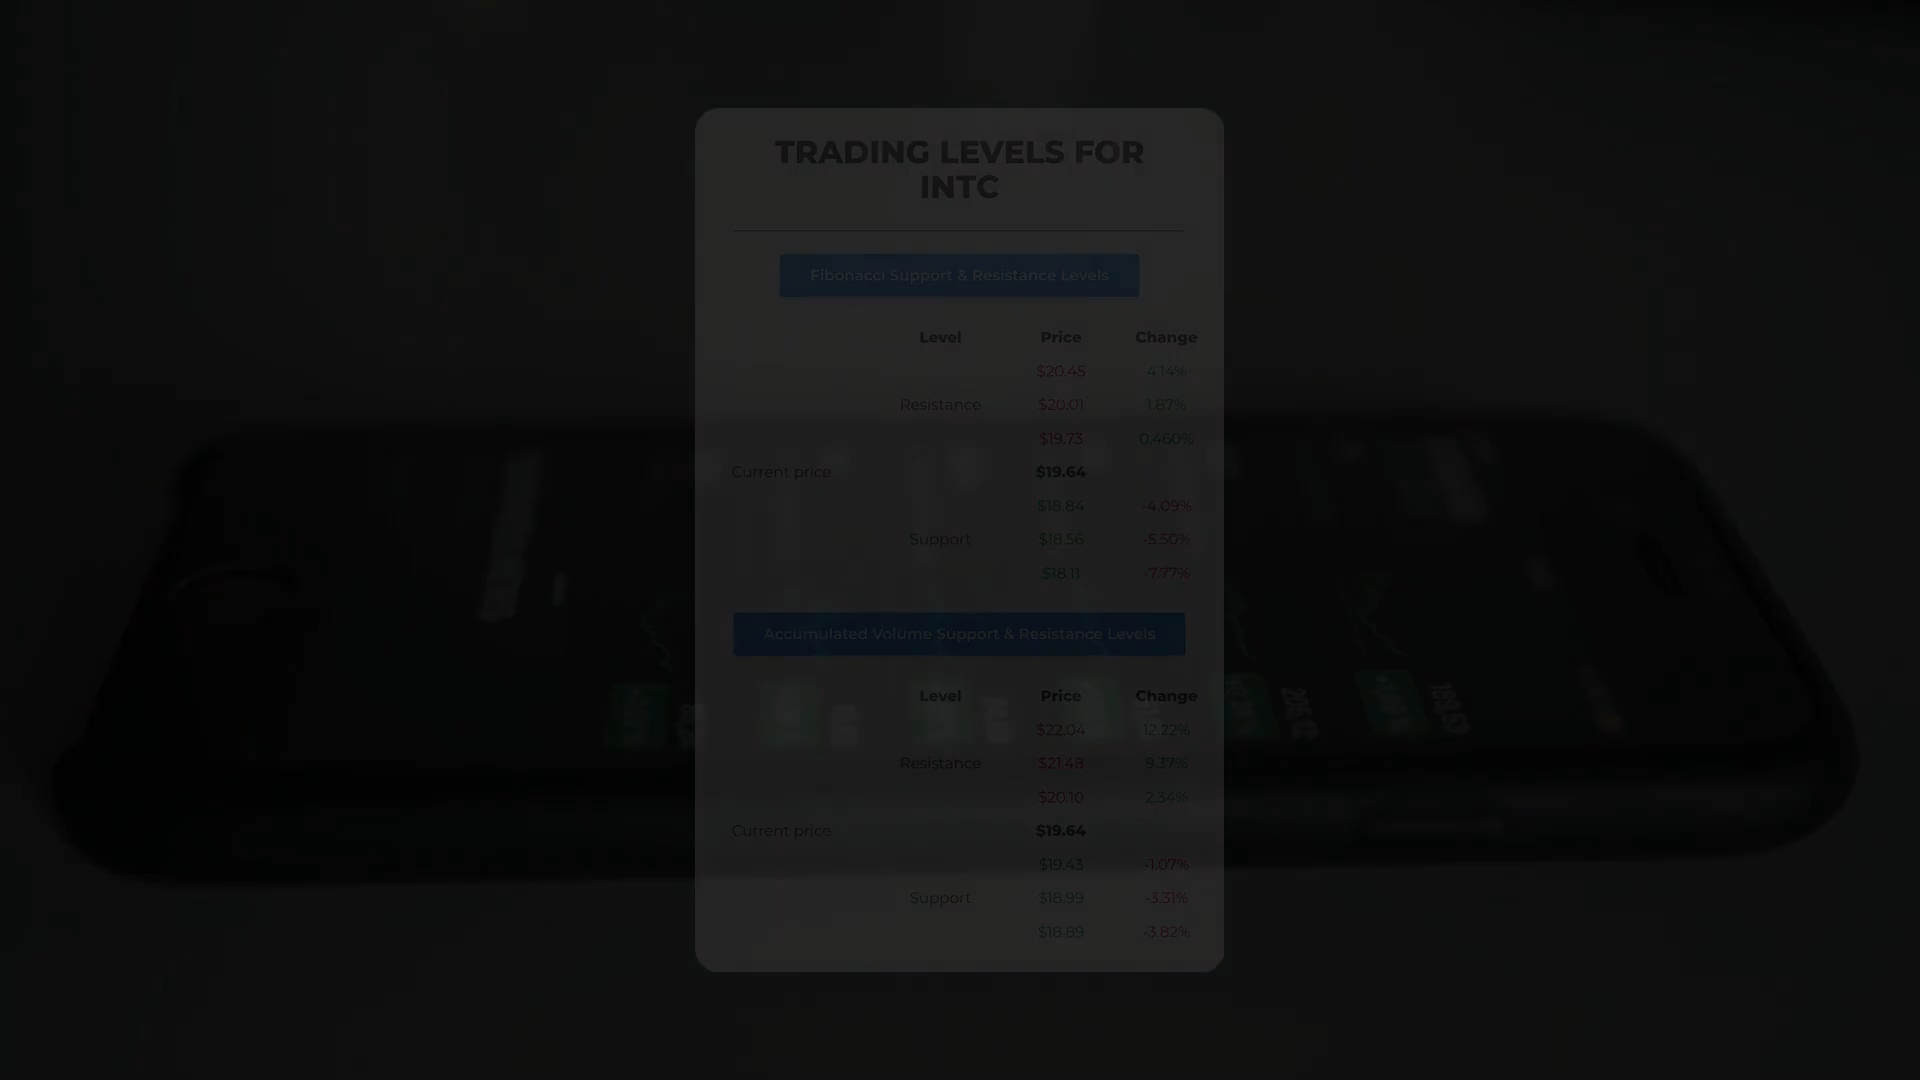 TRADING LEVELS FOR
INTC
Fibonacci Support & Resistance Levels
Level Price Change
$20.45 4.14%
Resistance $20.01 1.87%
$19.73 0.460%
Current price $19.64
$18.84 -4.09%
Support $18.56 -5.50%
$18.11 -7.77%
Accumulated Volume Support & Resistance Levels
Level Price Change
$22.04 12.22%
Resistance $21.48 9.37%
$20.10 2.34%
Current price $19.64
$19.43 -1.07%
Support $18.99 -3.31%
$18.89 -3.82%